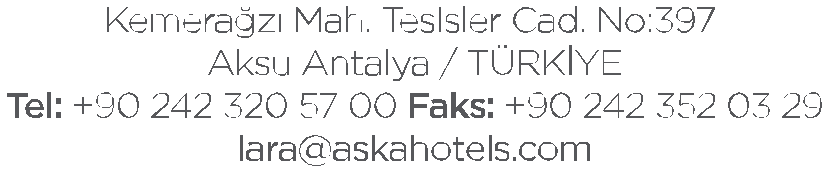 Kemerağzı Mah. Tesisler Cad. No:397
Aksu Antalya / TÜRKİYE
Tel: +90 242 320 57 00 Faks: +90 242 352 03 29
lara@askahotels.com